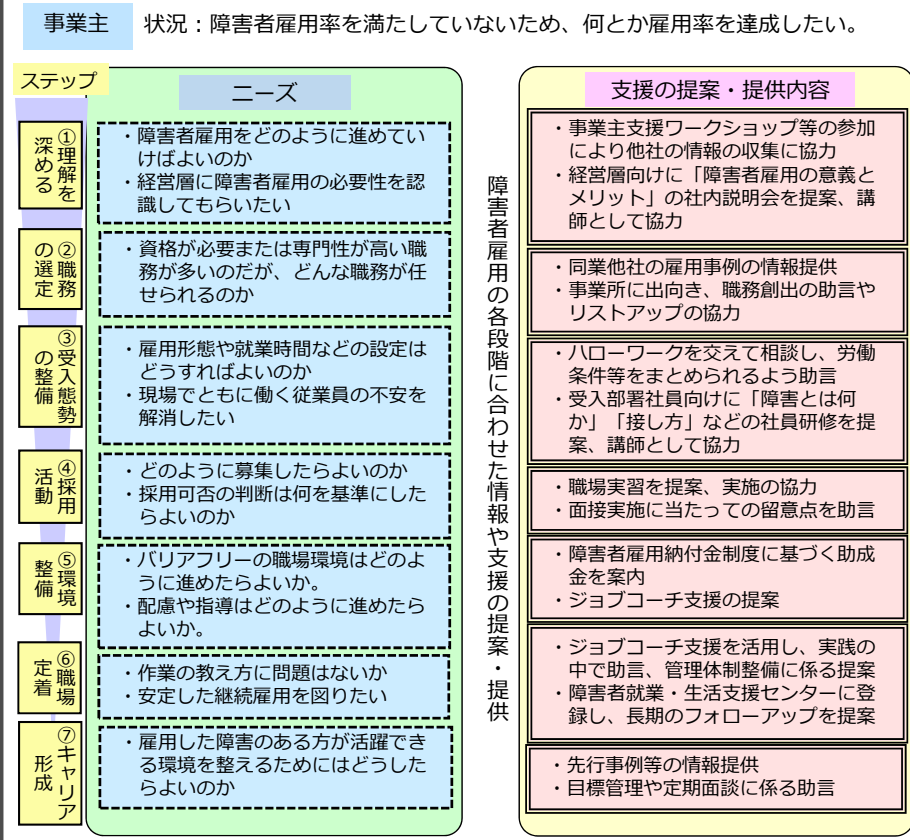 事業主
状況：障害者雇用率を満たしていないため、何とか雇用率を達成したい。
ステップ
ニーズ
支援の提案・提供内容
①理解を
深める
・障害者雇用をどのように進めてい
けばよいのか
・経営層に障害者雇用の必要性を認
識してもらいたい
・事業主支援ワークショップ等の参加
により他社の情報の収集に協力
・経営層向けに「障害者雇用の意義と
メリット」の社内説明会を提案、講
師として協力
②職務
の選定
・資格が必要または専門性が高い職
務が多いのだが、どんな職務が任
せられるのか
・同業他社の雇用事例の情報提供
・事業所に出向き、職務創出の助言や
リストアップの協力
③受入態勢
の整備
・雇用形態や就業時間などの設定は
どうすればよいのか
・現場でともに働く従業員の不安を
解消したい
・ハローワークを交えて相談し、労働
条件等をまとめられるよう助言
・受入部署社員向けに「障害とは何
か」「接し方」などの社員研修を提
案、講師として協力
④採用
活動
・どのように募集したらよいのか
・採用可否の判断は何を基準にした
らよいのか
・職場実習を提案、実施の協力
・面接実施に当たっての留意点を助言
⑤環境
整備
・バリアフリーの職場環境はどのよ
うに進めたらよいか。
・配慮や指導はどのように進めたら
よいか。
・障害者雇用納付金制度に基づく助成
金を案内
・ジョブコーチ支援の提案
⑥職場
定着
・作業の教え方に問題はないか
・安定した継続雇用を図りたい
・ジョブコーチ支援を活用し、実践の
中で助言、管理体制整備に係る提案
・障害者就業・生活支援センターに登
録し、長期のフォローアップを提案
⑦キャリア
形成
・雇用した障害のある方が活躍でき
る環境を整えるためにはどうした
らよいのか
・先行事例等の情報提供
・目標管理や定期面談に係る助言
障害者雇用の各段階に合わせた情報や支援の提案・提供